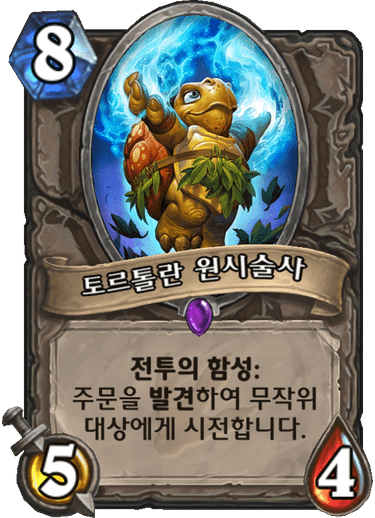 8
토르톨란 원시술사
전투의 함성:
주문을 발견하여 무작위
대상에게 시전합니다.
5
4